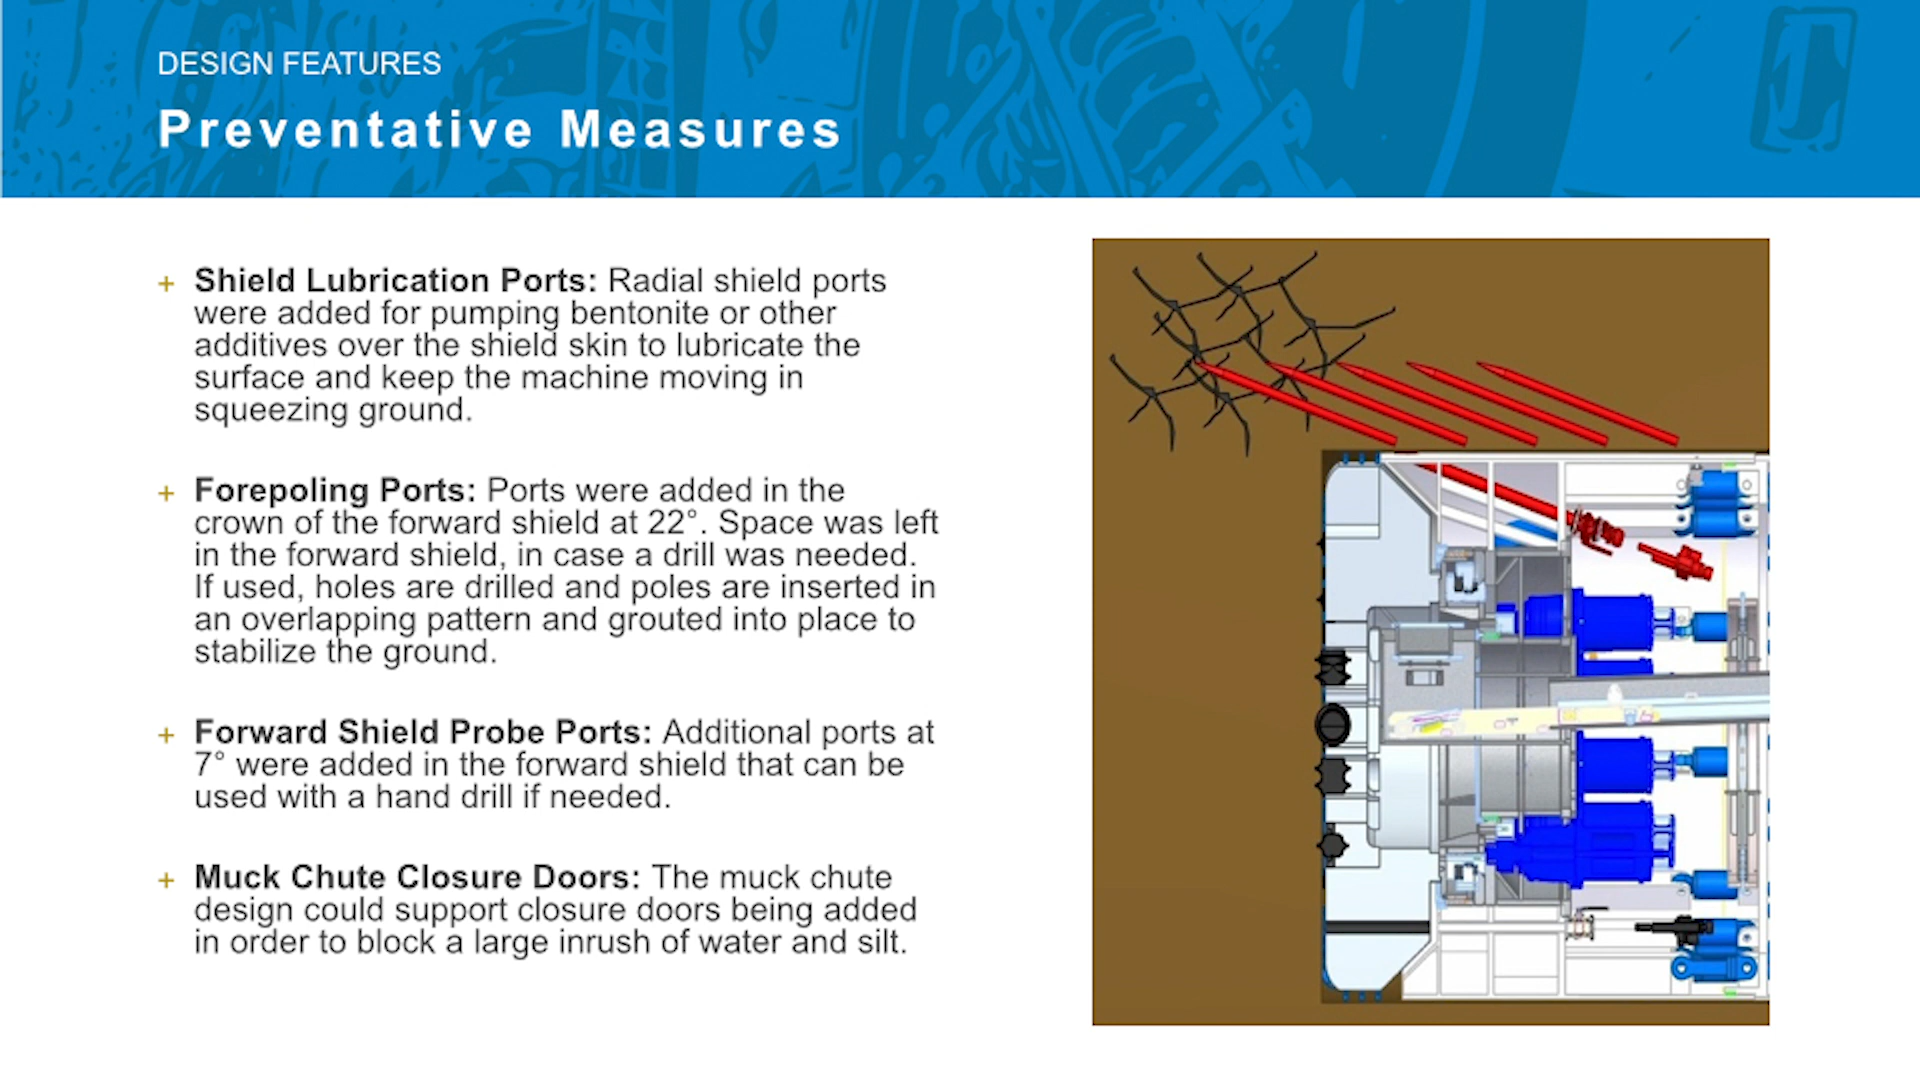 DESIGN FEATURES
Preventative Measures
+ Shield Lubrication Ports: Radial shield ports
were added for pumping bentonite or other
additives over the shield skin to lubricate the
surface and keep the machine moving in
squeezing ground.
+ Forepoling Ports: Ports were added in the
crown of the forward shield at 22°. Space was left
in the forward shield, in case a drill was needed.
If used, holes are drilled and poles are inserted in
an overlapping pattern and grouted into place to
stabilize the ground.
+ Forward Shield Probe Ports: Additional ports at
7° were added in the forward shield that can be
used with a hand drill if needed.
+ Muck Chute Closure Doors: The muck chute
design could support closure doors being added
in order to block a large inrush of water and silt.